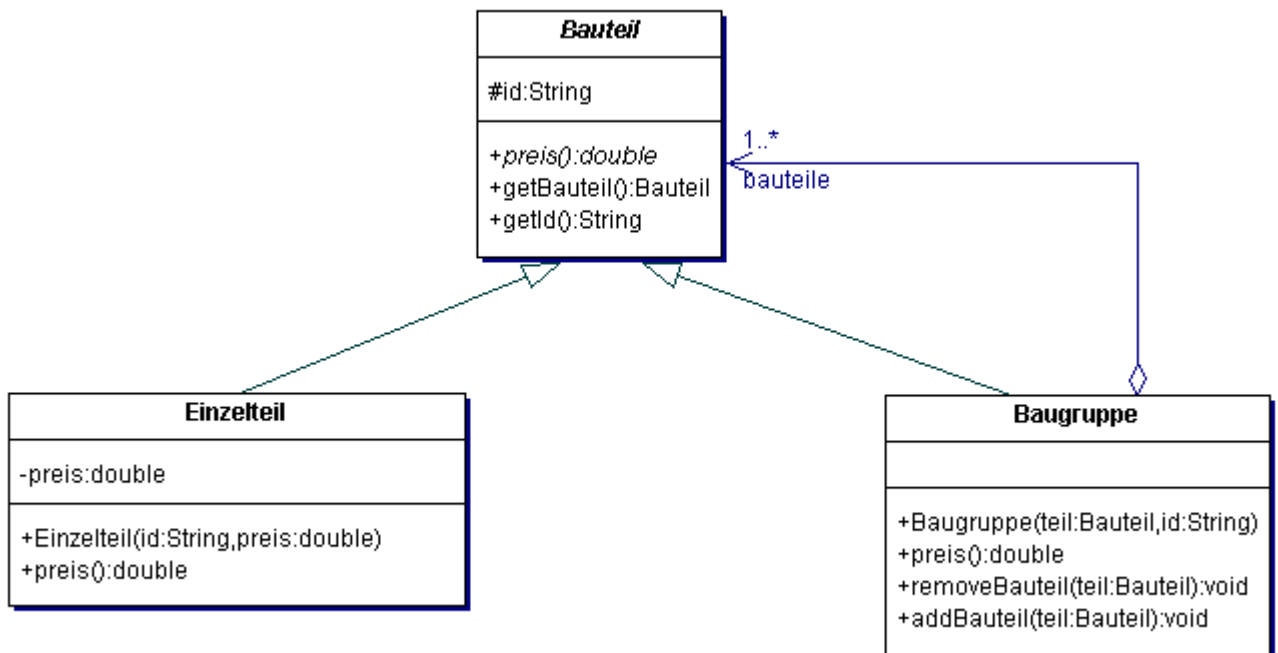 Bauteil
#id:String
+preis():double
+getBauteil():Bauteil
+getId():String
1..*
bauteile
Einzelteil
-preis:double
+Einzelteil(id:String,preis:double)
+preis():double
Baugruppe
+Baugruppe(teil:Bauteil,id:String)
+preis():double
+removeBauteil(teil:Bauteil):void
+addBauteil(teil:Bauteil):void